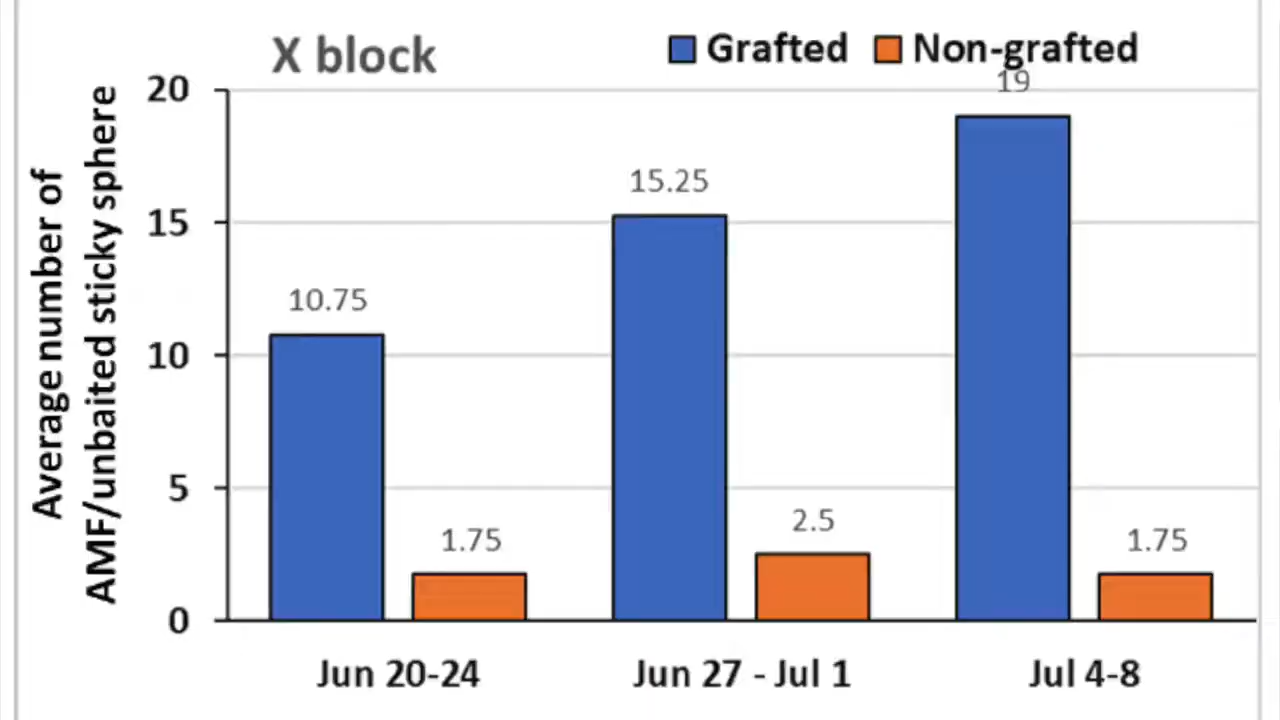 X block
Grafted Non-grafted
Average number of
AMF/unbaited sticky sphere
20
15
10
5
0
10.75
1.75
15.25
2.5
19
1.75
Jun 20-24
Jun 27 - Jul 1
Jul 4-8